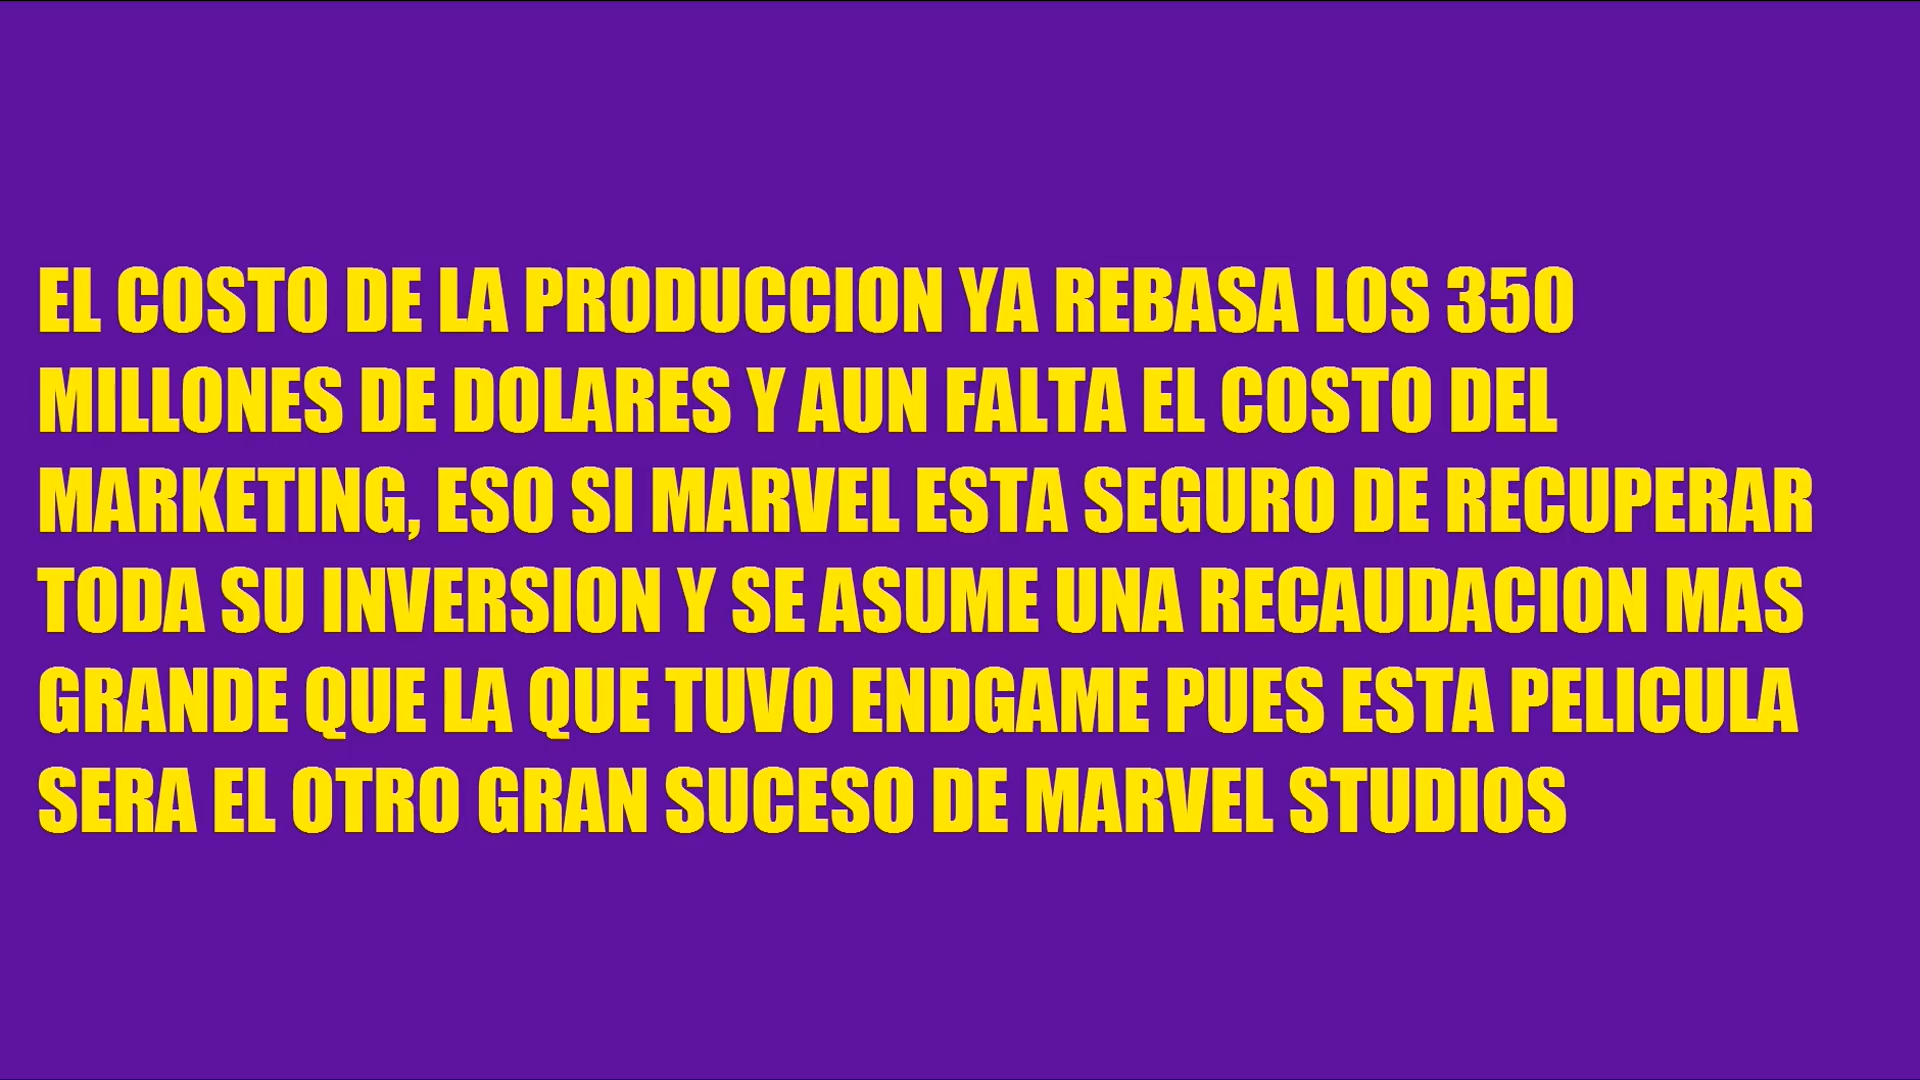 EL COSTO DE LA PRODUCCION YA REBASA LOS 350
MILLONES DE DOLARES Y AUN FALTA EL COSTO DEL
MARKETING, ESO SI MARVEL ESTA SEGURO DE RECUPERAR
TODA SU INVERSION Y SE ASUME UNA RECAUDACION MAS
GRANDE QUE LA QUE TUVO ENDGAME PUES ESTA PELICULA
SERA EL OTRO GRAN SUCESO DE MARVEL STUDIOS